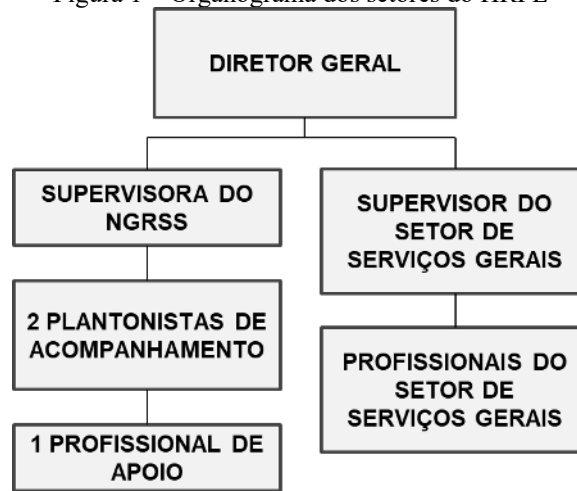 Figura 1 – Organograma dos setores do HRPL
DIRETOR GERAL
SUPERVISORA DO
NGRSS
SUPERVISOR DO
SETOR DE
SERVIÇOS GERAIS
2 PLANTONISTAS DE
ACOMPANHAMENTO
PROFISSIONAIS DO
SETOR DE
SERVIÇOS GERAIS
1 PROFISSIONAL DE
APOIO